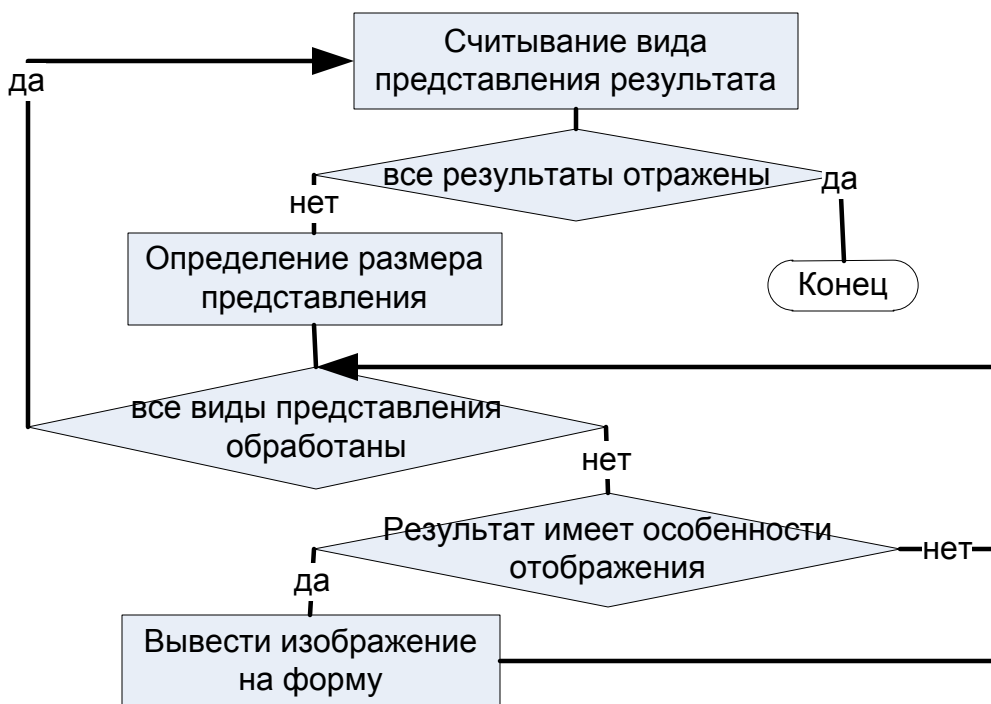 Считывание вида
представления результата
да
все результаты отражены
да
нет
Определение размера
представления
Конец
все виды представления
обработаны
нет
Результат имеет особенности
отображения
нет
да
Вывести изображение
на форму